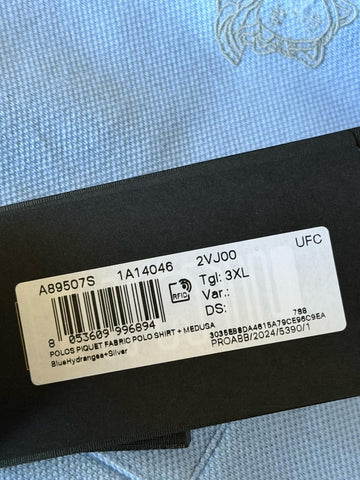 A89507S 1A14046 2VJ00 UFC
RFID
Tgl: 3XL
Var.:
DS:
8 053609 996894
788
POLOS PIQUET FABRIC POLO SHIRT + MEDUSA
3035EB8DA4615A79CE96C9EA
BlueHydrangea+Silver
PROABB/2024/5390/1